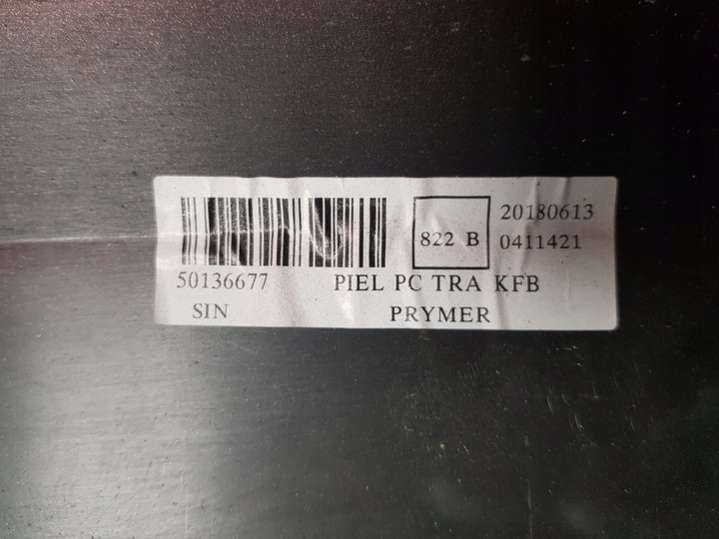 822 B
20180613
0411421
50136677 PIEL PC TRA KFB
SIN PRYMER